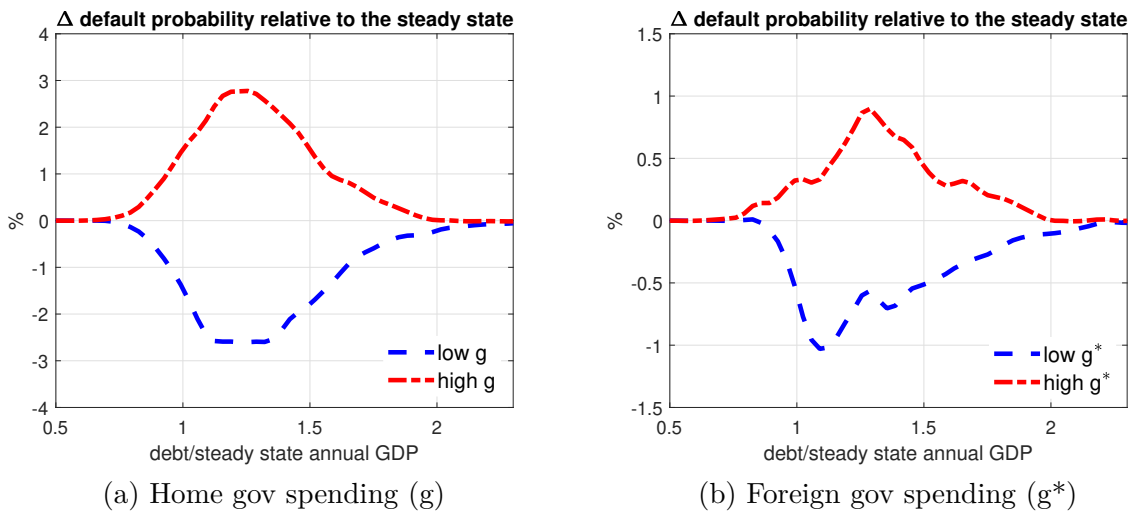 Δ default probability relative to the steady state
4
3
2
1
0
-1
-2
-3
-4
%
low g
high g
0.5 1 1.5 2
debt/steady state annual GDP
(a) Home gov spending (g)
Δ default probability relative to the steady state
1.5
1
0.5
0
-0.5
-1
-1.5
%
low g*
high g*
0.5 1 1.5 2
debt/steady state annual GDP
(b) Foreign gov spending (g*)